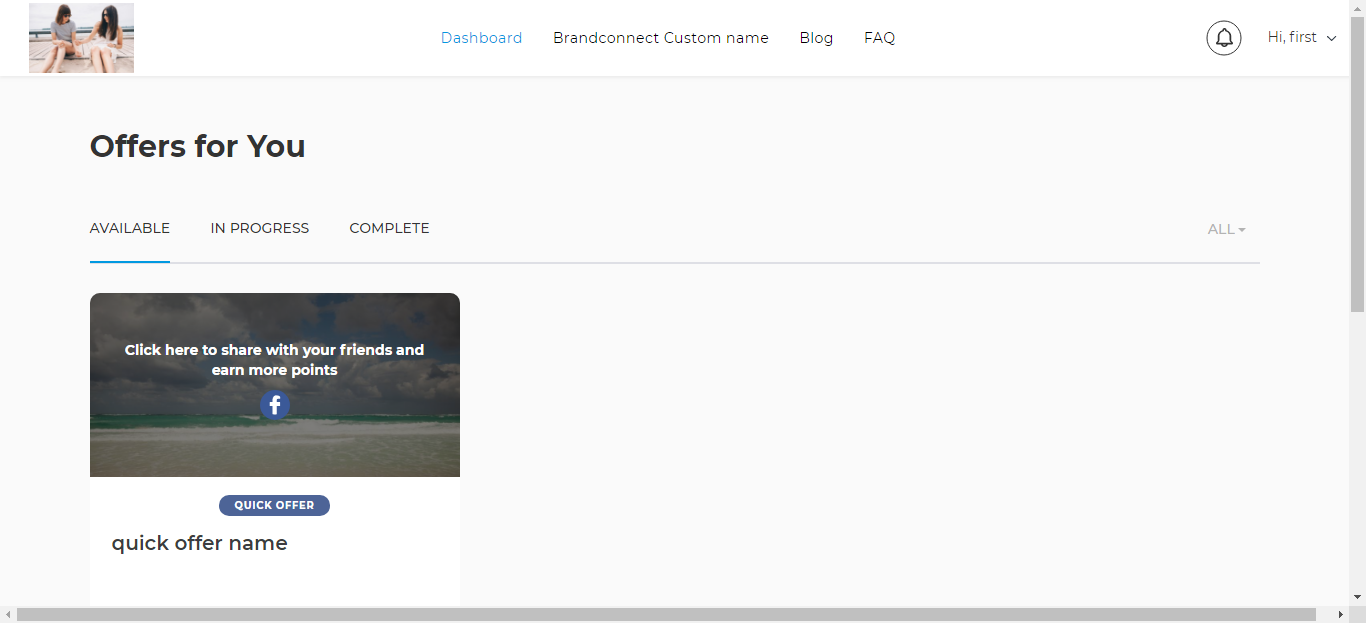 Dashboard
Brandconnect Custom name
Blog
FAQ
Hi, first
Offers for You
AVAILABLE
IN PROGRESS
COMPLETE
ALL
Click here to share with your friends and
earn more points
QUICK OFFER
quick offer name